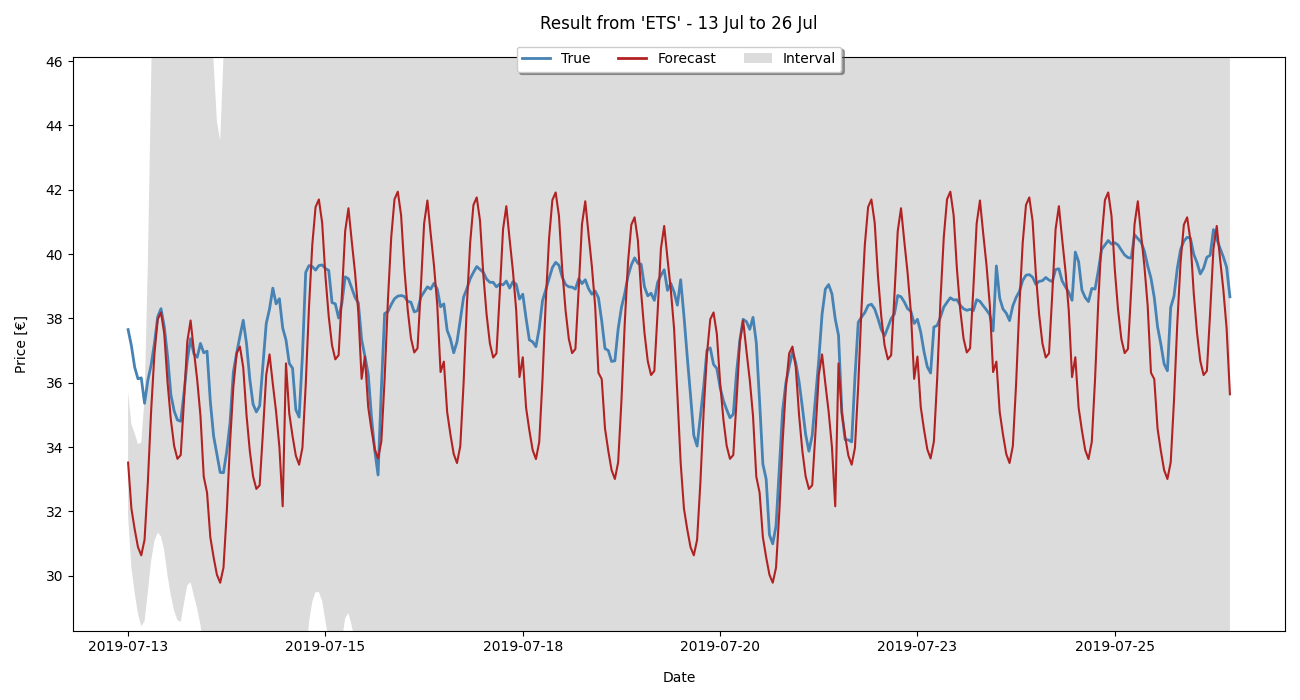 Result from 'ETS' - 13 Jul to 26 Jul
True Forecast Interval
46
44
42
40
38
36
34
32
30
Price [€]
2019-07-13 2019-07-15 2019-07-18 2019-07-20 2019-07-23 2019-07-25
Date